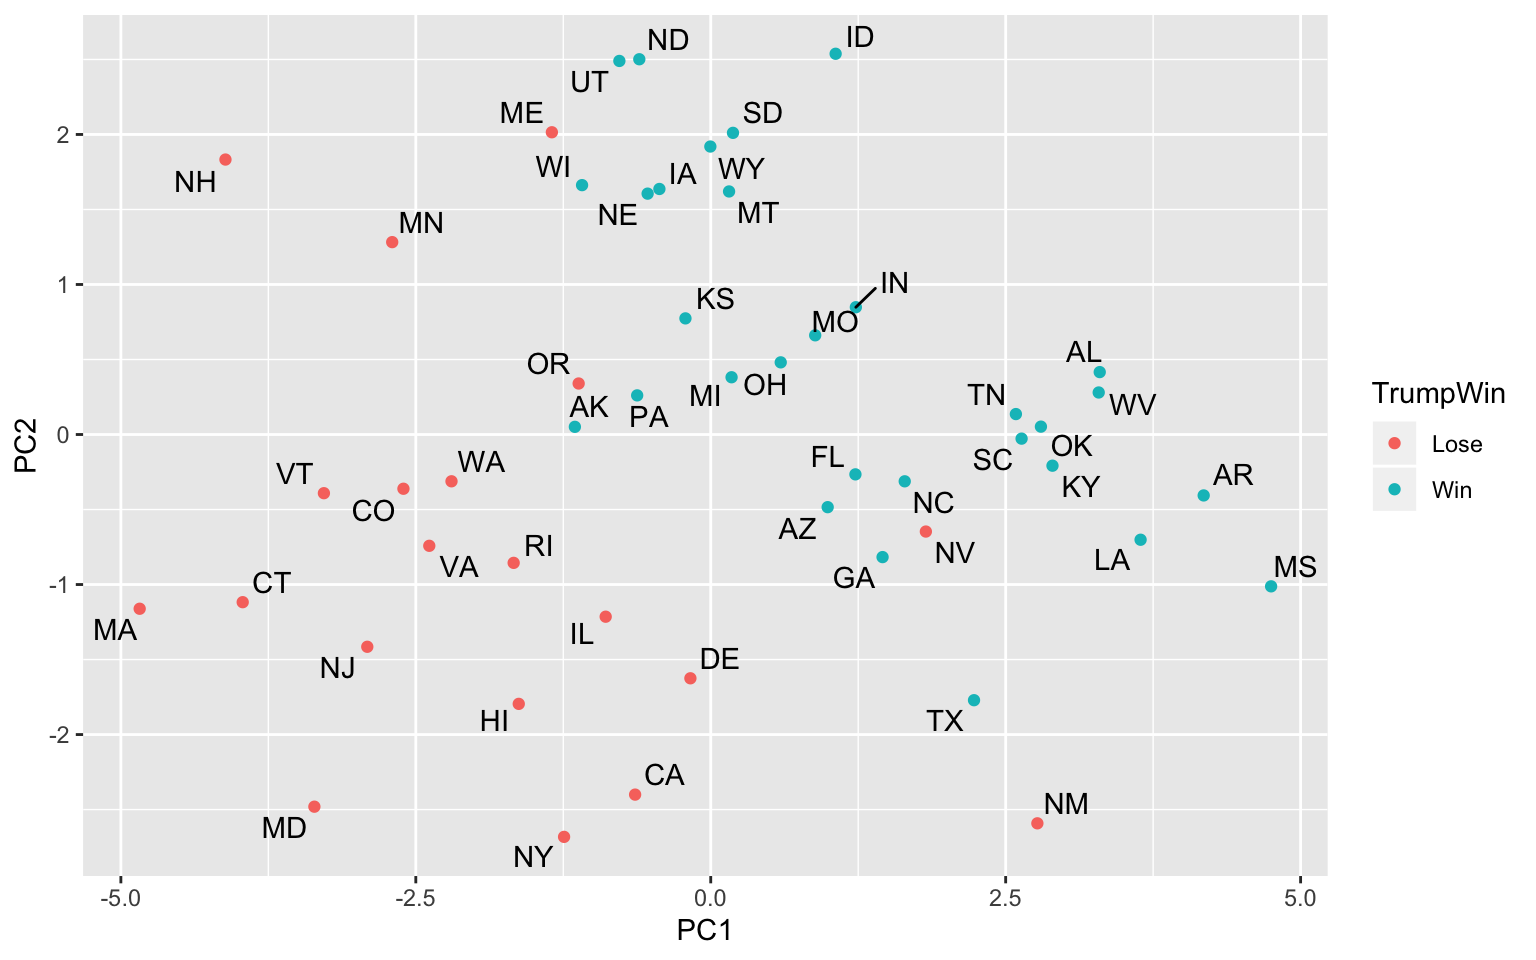 ND
ID
UT
ME
SD
WI
IA
WY
NH
NE
MT
MN
IN
KS
MO
AL
OR
OH
MI
TN
AK
PA
WV
OK
FL
SC
VT
WA
KY
AR
CO
NC
AZ
RI
NV
VA
LA
MS
GA
CT
MA
IL
DE
NJ
HI
TX
CA
NM
MD
NY
2
1
0
-1
-2
PC2
-5.0
-2.5
0.0
2.5
5.0
PC1
TrumpWin
Lose
Win